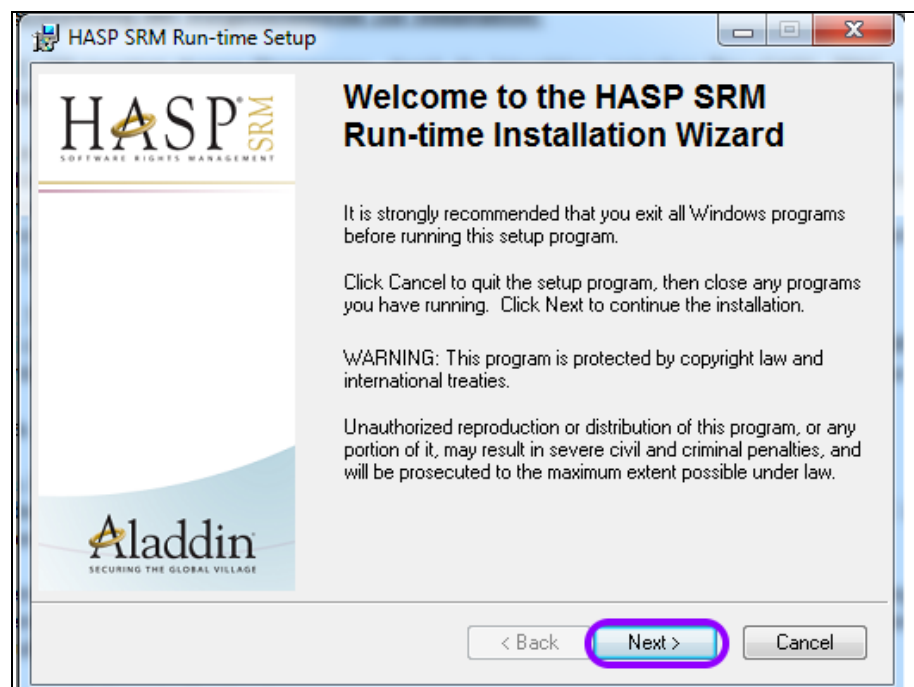 HASP SRM Run-time Setup
HASP SRM
SOFTWARE RIGHTS MANAGEMENT
Welcome to the HASP SRM
Run-time Installation Wizard
It is strongly recommended that you exit all Windows programs
before running this setup program.
Click Cancel to quit the setup program, then close any programs
you have running. Click Next to continue the installation.
WARNING: This program is protected by copyright law and
international treaties.
Unauthorized reproduction or distribution of this program, or any
portion of it, may result in severe civil and criminal penalties, and
will be prosecuted to the maximum extent possible under law.
Aladdin
SECURING THE GLOBAL VILLAGE
< Back
Next >
Cancel